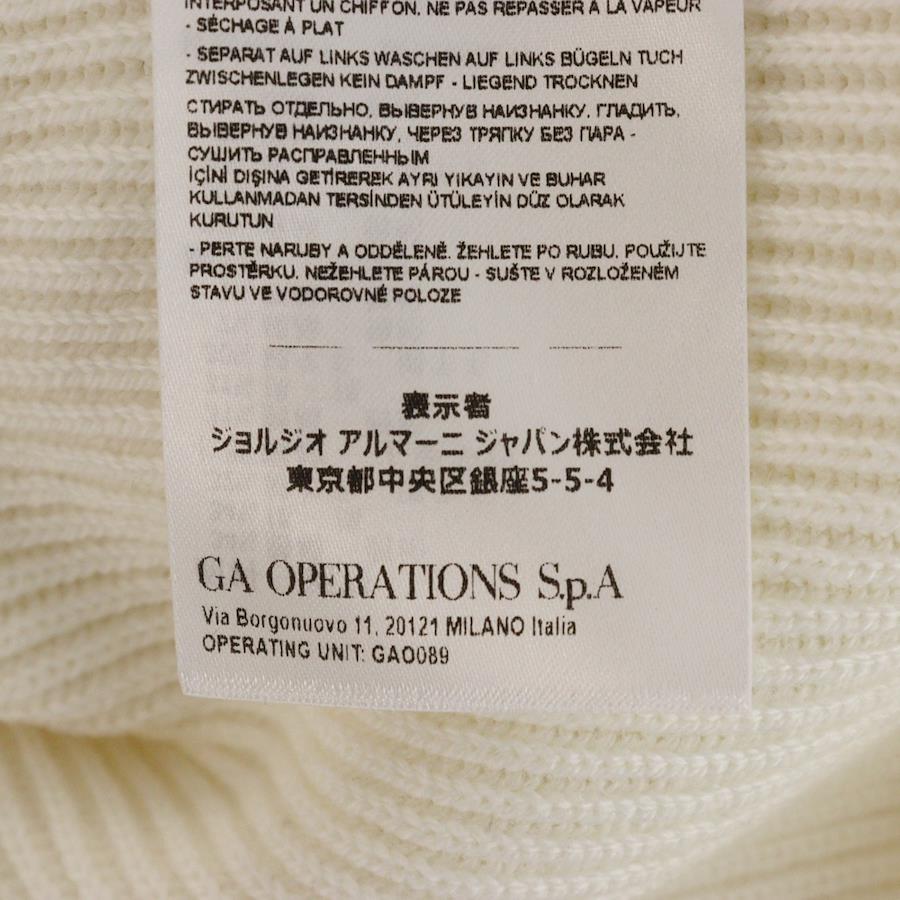 INTERPOSANT UN CHIFFON. NE PAS REPASSER À LA VAPEUR
- SÉCHAGE À PLAT
- SEPARAT AUF LINKS WASCHEN AUF LINKS BÜGELN TUCH
ZWISCHENLEGEN KEIN DAMPF - LIEGEND TROCKNEN
СТИРАТЬ ОТДЕЛЬНО, ВЫВЕРНУВ НАИЗНАНКУ. ГЛАДИТЬ,
ВЫВЕРНУВ НАИЗНАНКУ, ЧЕРЕЗ ТРЯПКУ БЕЗ ПАРА -
СУШИТЬ РАСПРАВЛЕННЫМ
İÇİNİ DIŞINA GETİREREK AYRI YIKAYIN VE BUHAR
KULLANMADAN TERSİNDEN ÜTÜLEYİN DÜZ OLARAK
KURUTUN
- PERTE NARUBY A ODDĚLENĚ. ŽEHLETE PO RUBU. POUŽIJTE
PROSTĚRKU. NEŽEHLETE PÁROU - SUŠTE V ROZLOŽENÉM
STAVU VE VODOROVNÉ POLOZE
表示者
ジョルジオ アルマーニ ジャパン株式会社
東京都中央区銀座5-5-4
GA OPERATIONS S.p.A
Via Borgonuovo 11, 20121 MILANO Italia
OPERATING UNIT: GAO089